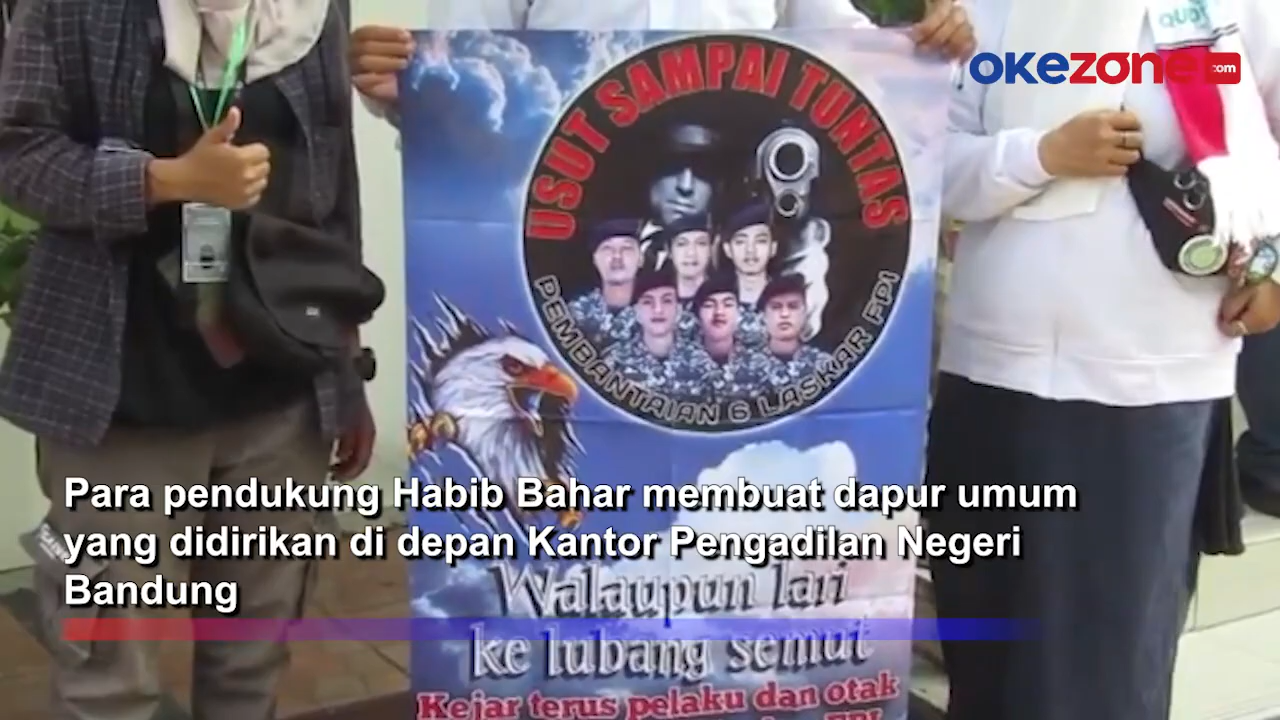 OKEZONE.com
USUT SAMPAI TUNTAS
PEMBANTAIAN 6 LASKAR FPI
Para pendukung Habib Bahar membuat dapur umum
yang didirikan di depan Kantor Pengadilan Negeri
Bandung
Walaupun lari
ke lubang semut
Kejar terus pelaku dan otak
FPI